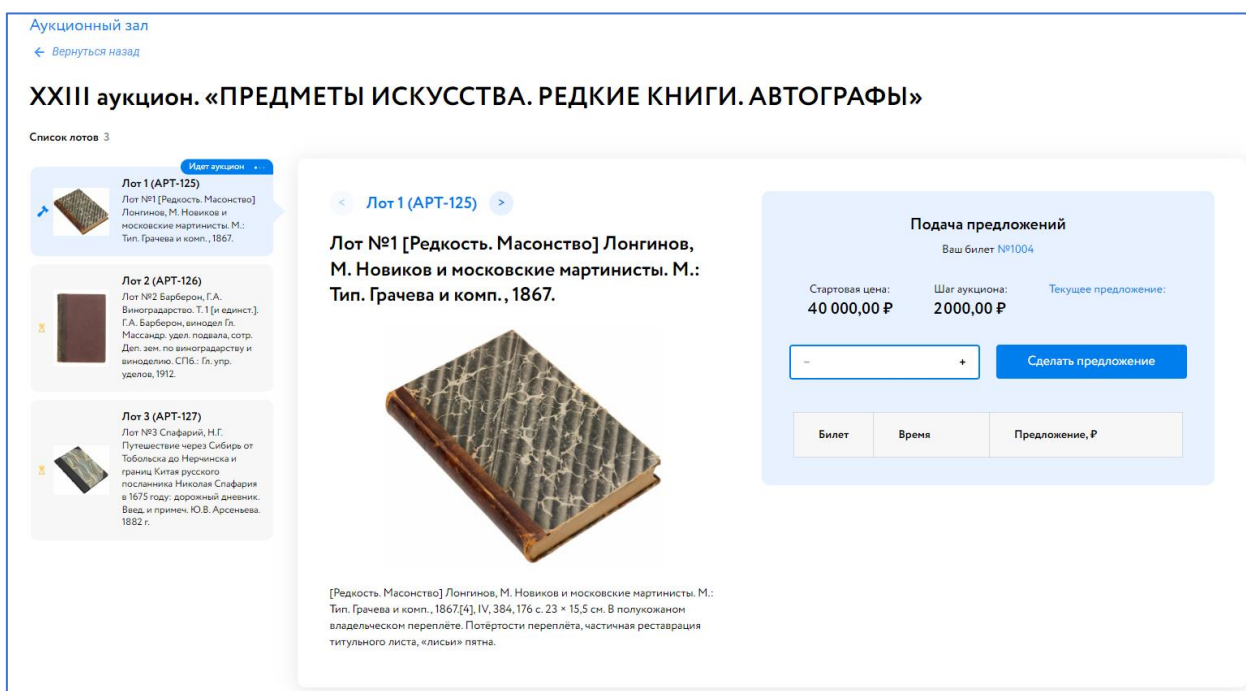 Аукционный зал
← Вернуться назад
XXIII аукцион. «ПРЕДМЕТЫ ИСКУССТВА. РЕДКИЕ КНИГИ. АВТОГРАФЫ»
Список лотов 3
Идет аукцион
Лот 1 (АРТ-125)
Лот №1 [Редкость. Масонство]
Лонгинов, М. Новиков и
московские мартинисты. М.:
Тип. Грачева и комп., 1867.
Лот 2 (АРТ-126)
Лот №2 Барберон, Г.А.
Виноградарство. Т. 1 [и единст.].
Г.А. Барберон, винодел Гл.
Массандр. удел. подвала, сотр.
Деп. зем. по виноградарству и
виноделию. СПб.: Гл. упр.
уделов, 1912.
Лот 3 (АРТ-127)
Лот №3 Спафарий, Н.Г.
Путешествие через Сибирь от
Тобольска до Нерчинска и
границ Китая русского
посланника Николая Спафария
в 1675 году: дорожный дневник.
Введ. и примеч. Ю.В. Арсеньева.
1882 г.
< Лот 1 (АРТ-125) >
Лот №1 [Редкость. Масонство] Лонгинов,
М. Новиков и московские мартинисты. М.:
Тип. Грачева и комп., 1867.
[Редкость. Масонство] Лонгинов, М. Новиков и московские мартинисты. М.:
Тип. Грачева и комп., 1867.[4], IV, 384, 176 с. 23 × 15,5 см. В полукожаном
владельческом переплёте. Потёртости переплёта, частичная реставрация
титульного листа, «лисьи» пятна.
Подача предложений
Ваш билет №1004
Стартовая цена: Шаг аукциона: Текущее предложение:
40 000,00 ₽ 2000,00 ₽
− + Сделать предложение
Билет Время Предложение, ₽